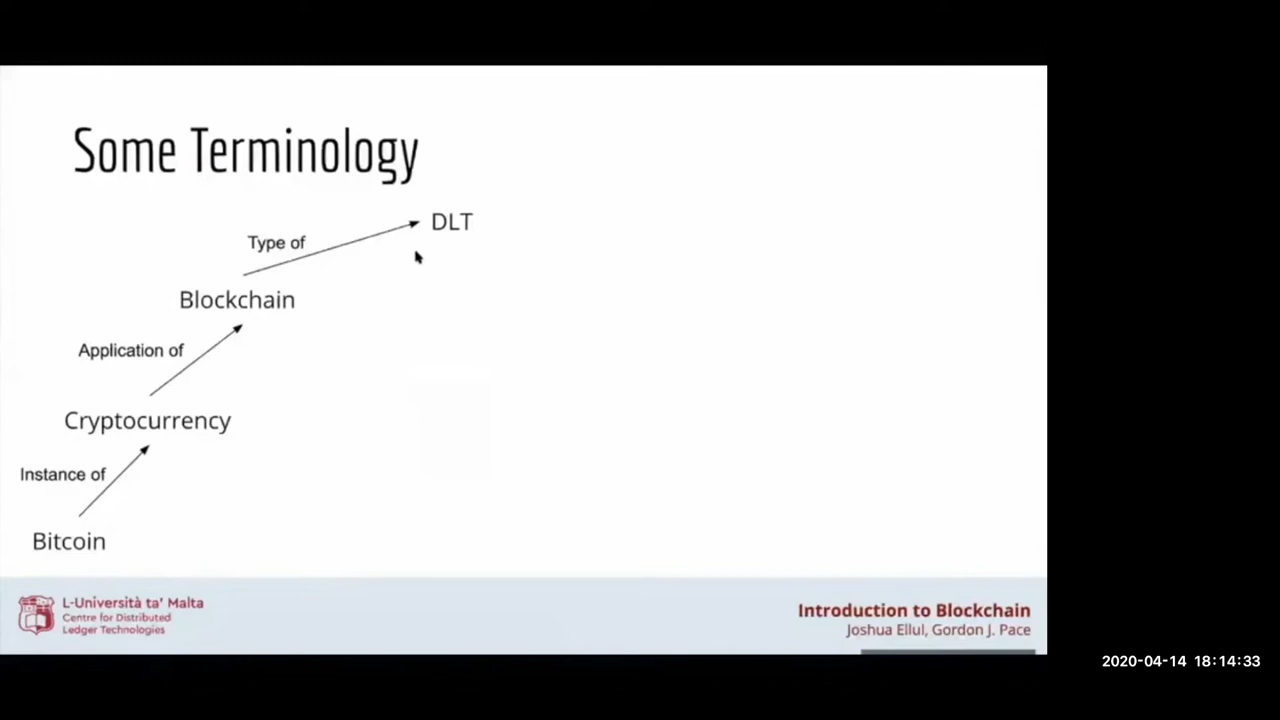 Some Terminology
DLT
Type of
Blockchain
Application of
Cryptocurrency
Instance of
Bitcoin
L-Università ta' Malta
Centre for Distributed
Ledger Technologies
Introduction to Blockchain
Joshua Ellul, Gordon J. Pace
2020-04-14 18:14:33